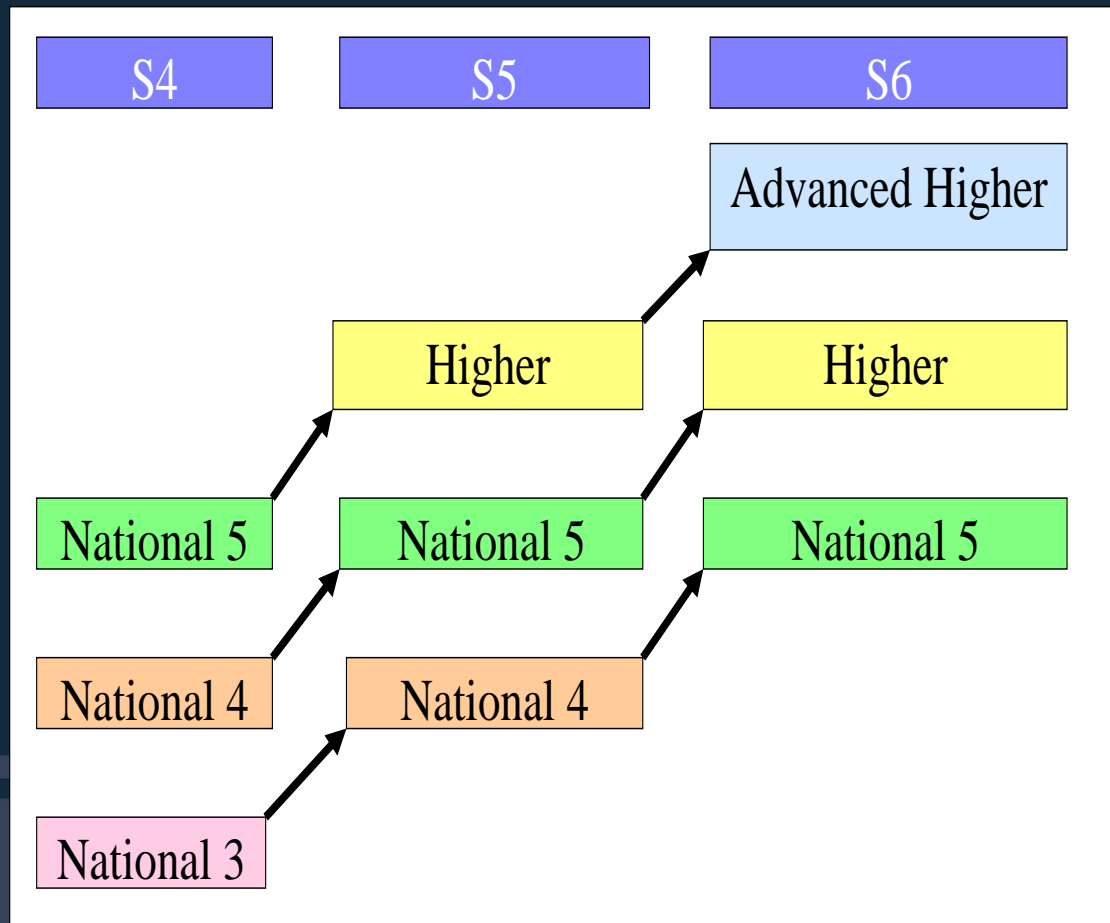 S4
S5
S6
Advanced Higher
Higher
Higher
National 5
National 5
National 5
National 4
National 4
National 3